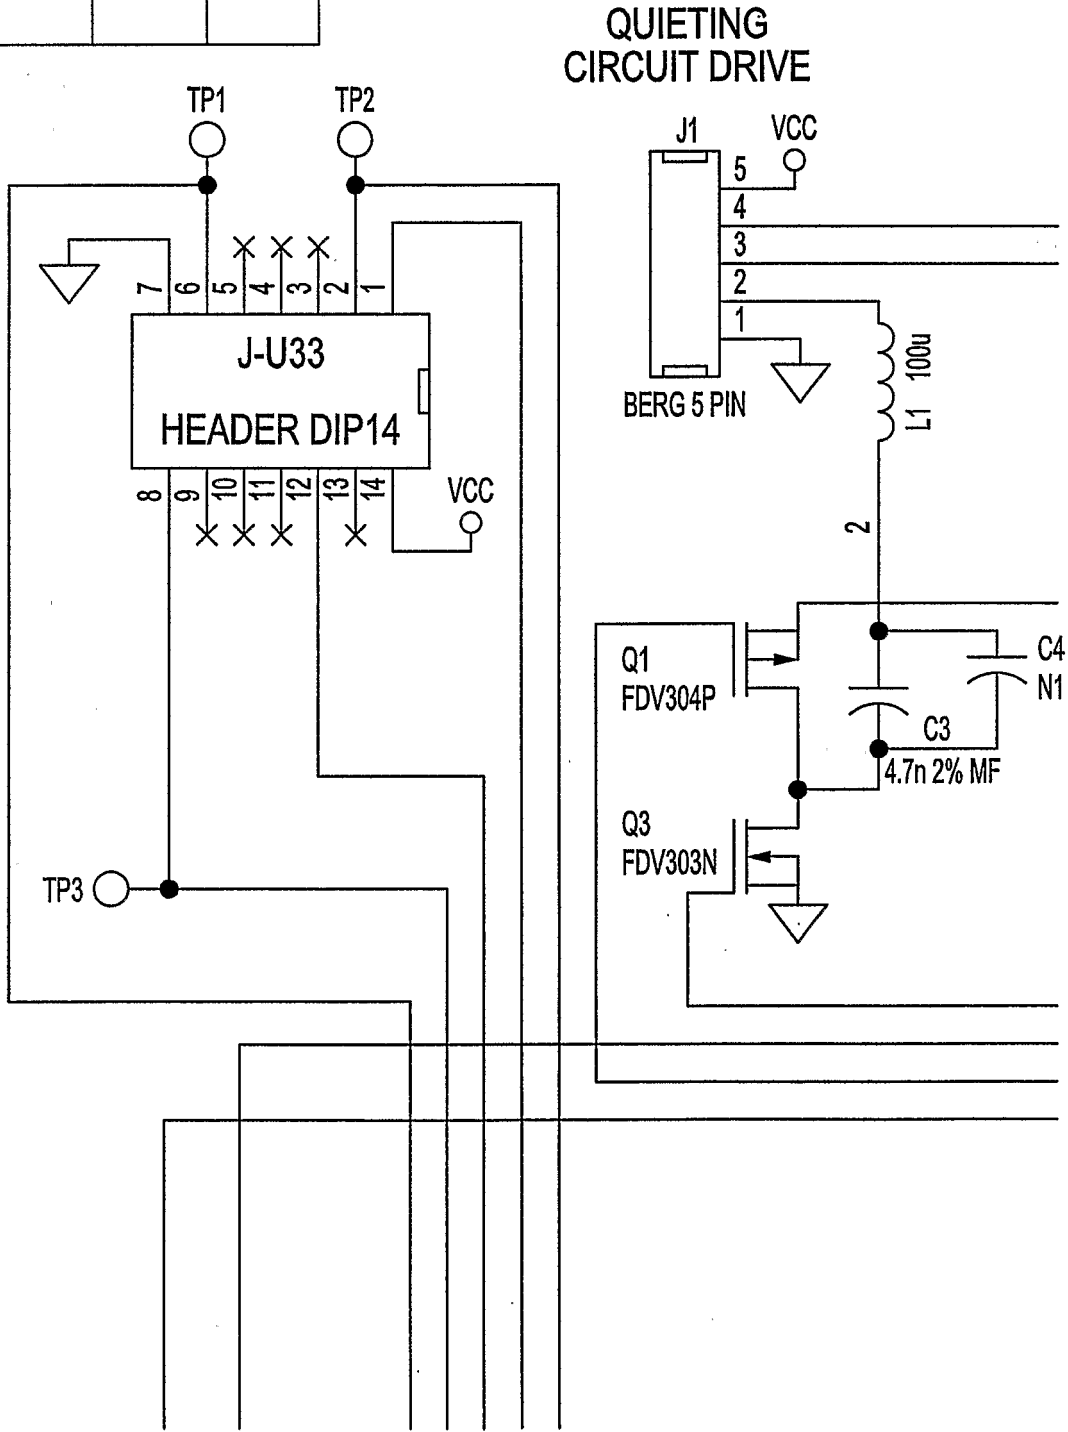 QUIETING
CIRCUIT DRIVE
TP1
TP2
J1
VCC
5
4
3
2
1
BERG 5 PIN
7
6
5
4
3
2
1
J-U33
HEADER DIP14
8
9
10
11
12
13
14
VCC
L1 100u
2
Q1
FDV304P
C4
N1
C3
4.7n 2% MF
Q3
FDV303N
TP3